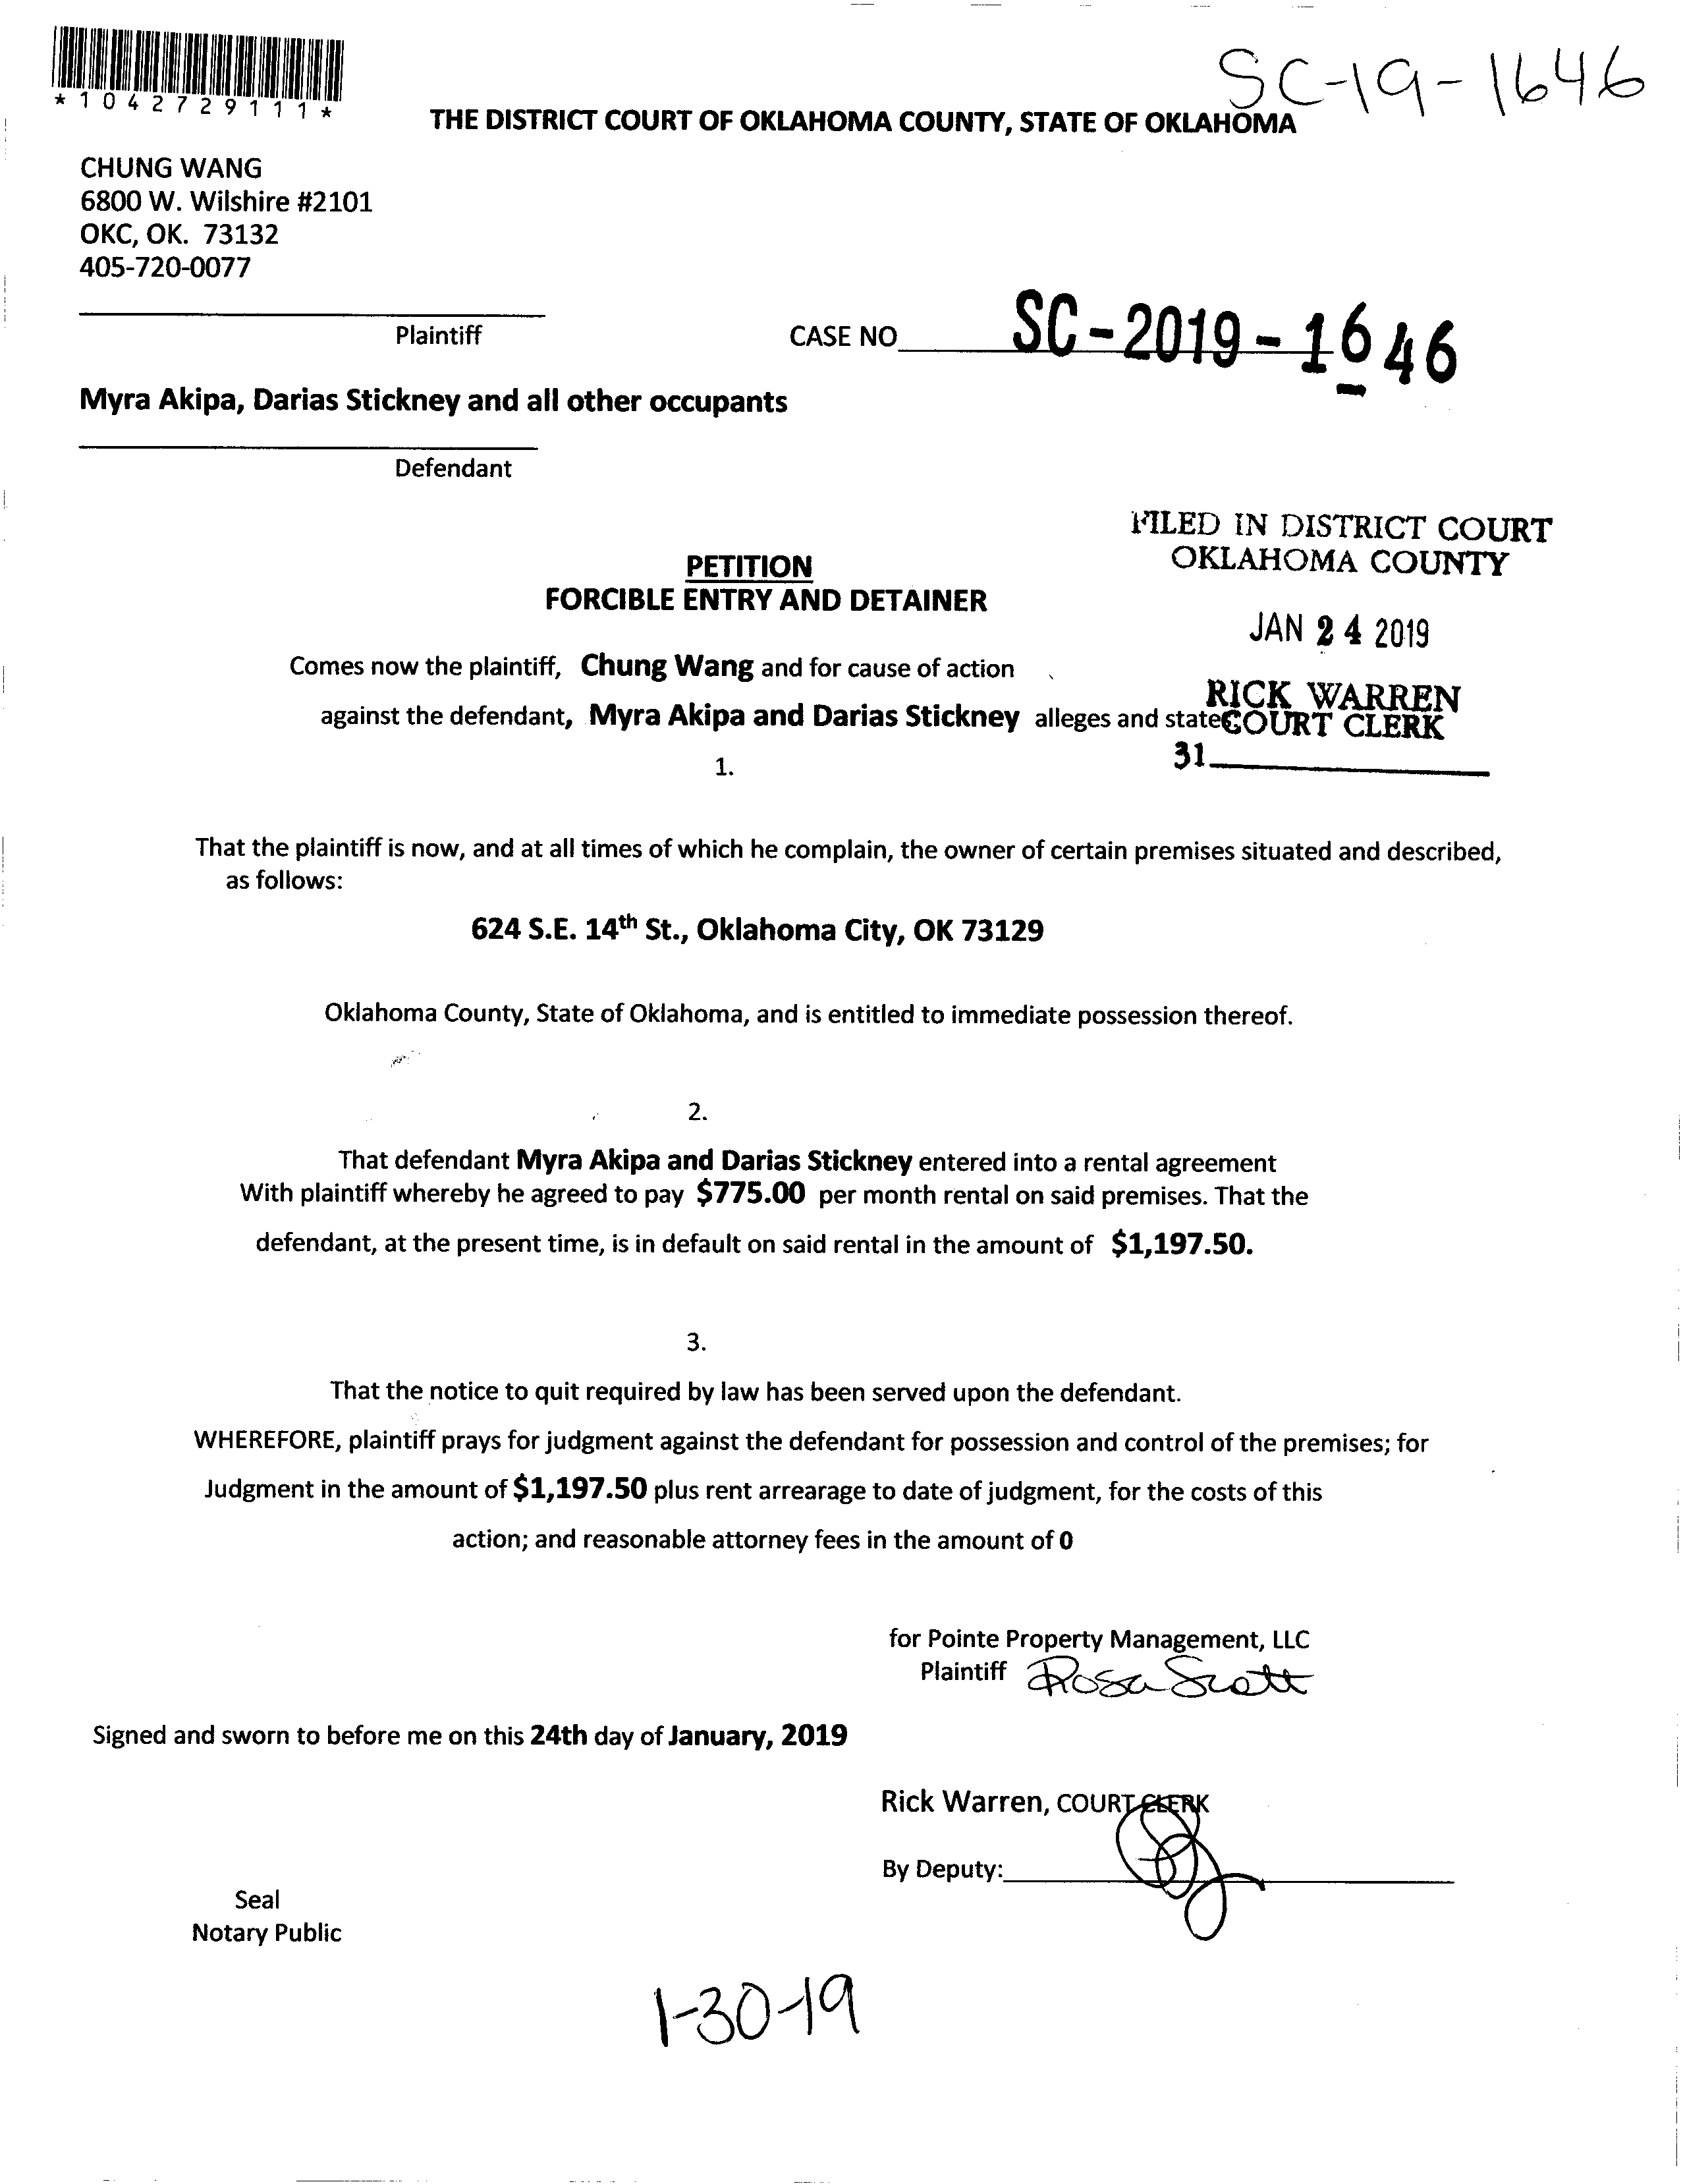 SC-19-1646
*1042729111*
THE DISTRICT COURT OF OKLAHOMA COUNTY, STATE OF OKLAHOMA
CHUNG WANG
6800 W. Wilshire #2101
OKC, OK. 73132
405-720-0077
Plaintiff
CASE NO SC-2019-1646
Myra Akipa, Darias Stickney and all other occupants
Defendant
FILED IN DISTRICT COURT
OKLAHOMA COUNTY
PETITION
FORCIBLE ENTRY AND DETAINER
JAN 24 2019
Comes now the plaintiff, Chung Wang and for cause of action
RICK WARREN
against the defendant, Myra Akipa and Darias Stickney alleges and state
COURT CLERK
31
1.
That the plaintiff is now, and at all times of which he complain, the owner of certain premises situated and described,
as follows:
624 S.E. 14th St., Oklahoma City, OK 73129
Oklahoma County, State of Oklahoma, and is entitled to immediate possession thereof.
2.
That defendant Myra Akipa and Darias Stickney entered into a rental agreement
With plaintiff whereby he agreed to pay $775.00 per month rental on said premises. That the
defendant, at the present time, is in default on said rental in the amount of $1,197.50.
3.
That the notice to quit required by law has been served upon the defendant.
WHEREFORE, plaintiff prays for judgment against the defendant for possession and control of the premises; for
Judgment in the amount of $1,197.50 plus rent arrearage to date of judgment, for the costs of this
action; and reasonable attorney fees in the amount of 0
for Pointe Property Management, LLC
Plaintiff Rosa Scott
Signed and sworn to before me on this 24th day of January, 2019
Rick Warren, COURT CLERK
By Deputy:
Seal
Notary Public
1-30-19